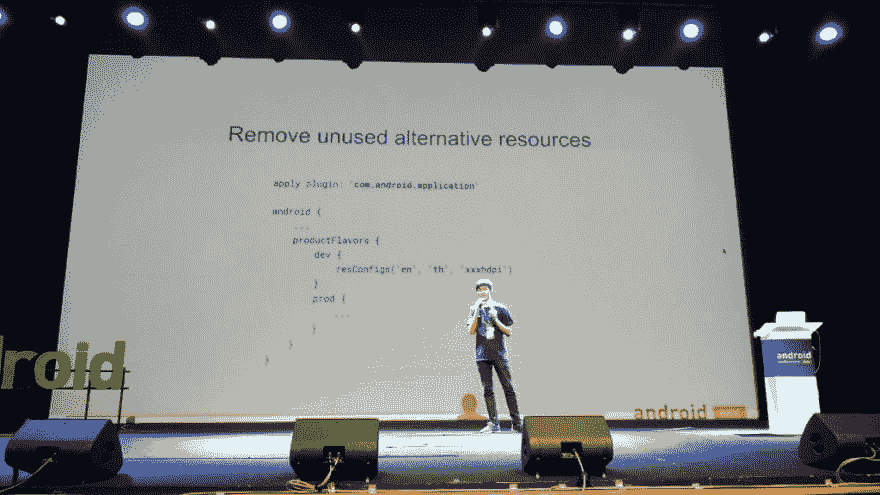 Remove unused alternative resources
apply plugin: 'com.android.application'
android {
...
productFlavors {
dev {
resConfigs('en', 'th', 'xxxhdpi')
}
prod {
...
}
}
}
droid
android
android